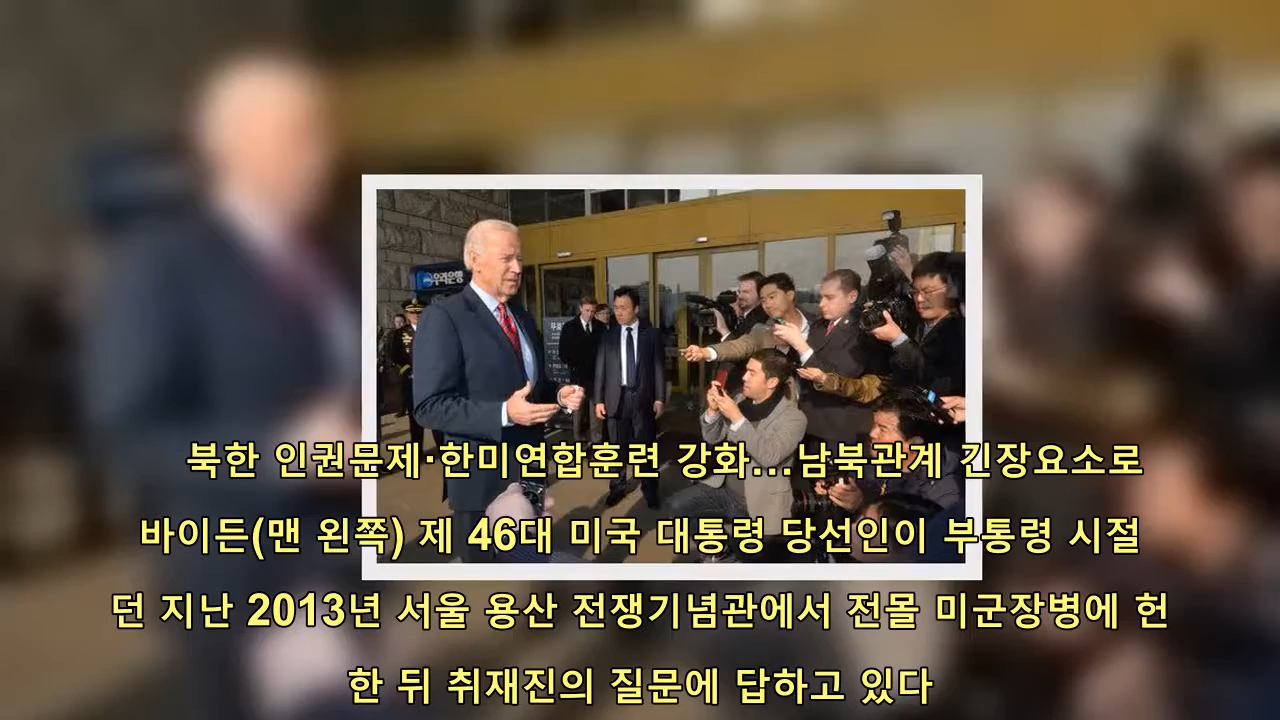 우리은행
북한 인권문제·한미연합훈련 강화...남북관계 긴장요소로
바이든(맨 왼쪽) 제 46대 미국 대통령 당선인이 부통령 시절
던 지난 2013년 서울 용산 전쟁기념관에서 전몰 미군장병에 헌
한 뒤 취재진의 질문에 답하고 있다